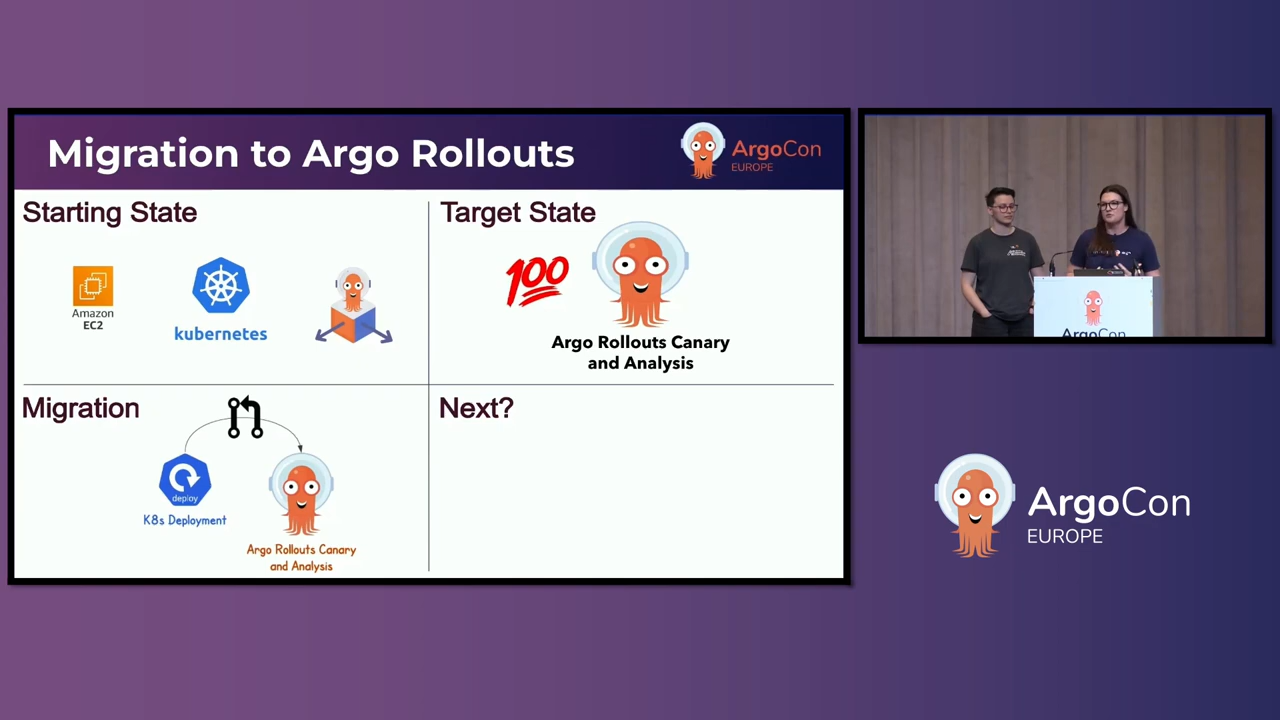 Migration to Argo Rollouts
ArgoCon
EUROPE
Starting State
Amazon
EC2
kubernetes
Target State
100
Argo Rollouts Canary
and Analysis
Migration
deploy
K8s Deployment
Argo Rollouts Canary
and Analysis
Next?
ArgoCon
ArgoCon
EUROPE